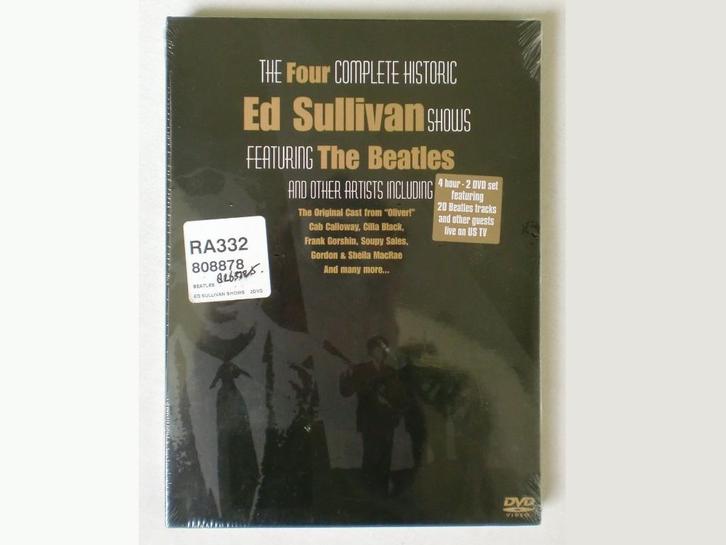 THE Four COMPLETE HISTORIC
Ed Sullivan SHOWS
FEATURING The Beatles
AND OTHER ARTISTS INCLUDING
The Original Cast from "Oliver!"
Cab Calloway, Cilla Black,
Frank Gorshin, Soupy Sales,
Gordon & Sheila MacRae
And many more...
4 hour - 2 DVD set
featuring
20 Beatles tracks
and other guests
live on US TV
RA332
808878
BEATLES
ED SULLIVAN SHOWS 2DVD
DVD
VIDEO